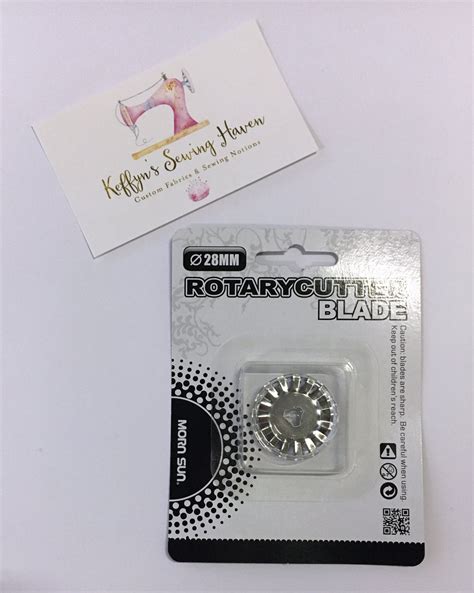 Keffyn's Sewing Haven
Custom Fabrics & Sewing Notions
Ø 28MM
ROTARYCUTTER
BLADE
Caution: blades are sharp. Be careful when using.
Keep out of children's reach.
MORN SUN.